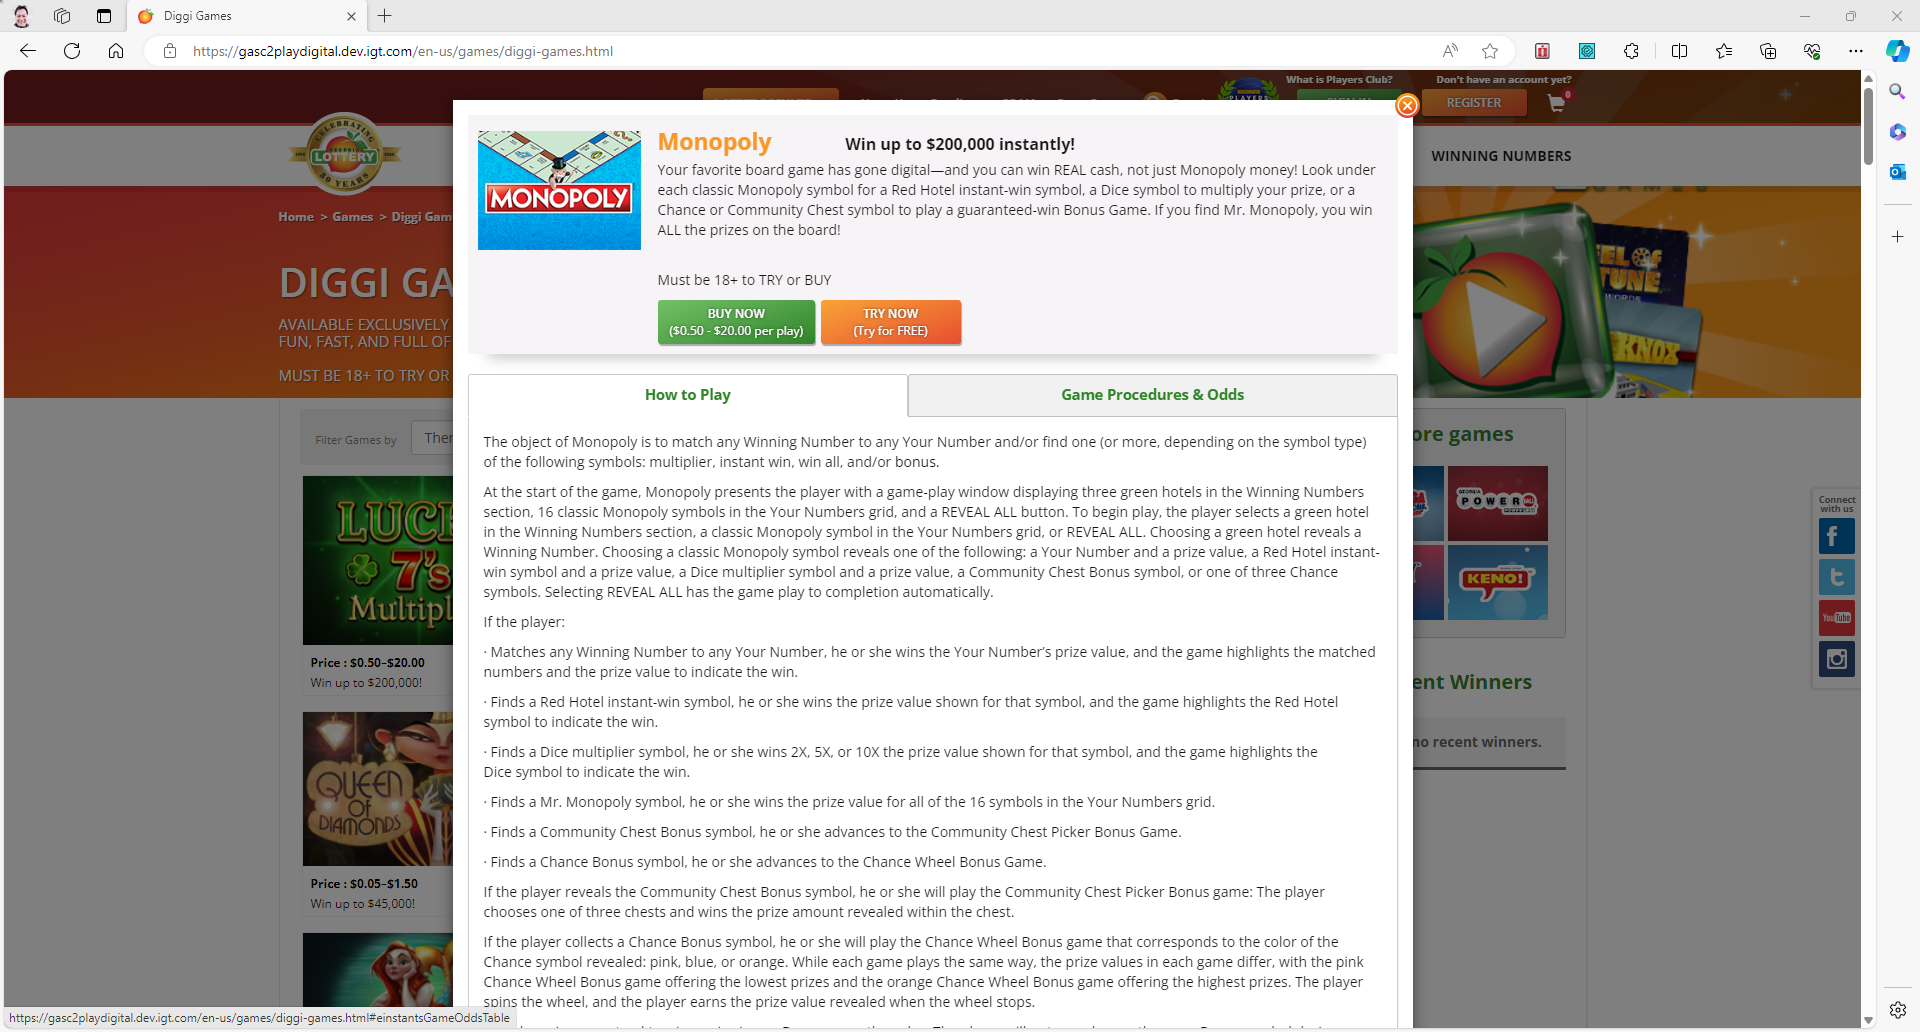 Diggi Games
https://gasc2playdigital.dev.igt.com/en-us/games/diggi-games.html
What is Players Club?
Don't have an account yet?
PLAYERS
SIGN IN
REGISTER
0
CELEBRATING
GEORGIA
LOTTERY
30 YEARS
WINNING NUMBERS
Home > Games > Diggi Gam
DIGGI GA
AVAILABLE EXCLUSIVELY
FUN, FAST, AND FULL OF
MUST BE 18+ TO TRY OR
Monopoly
Win up to $200,000 instantly!
MONOPOLY
Your favorite board game has gone digital—and you can win REAL cash, not just Monopoly money! Look under
each classic Monopoly symbol for a Red Hotel instant-win symbol, a Dice symbol to multiply your prize, or a
Chance or Community Chest symbol to play a guaranteed-win Bonus Game. If you find Mr. Monopoly, you win
ALL the prizes on the board!
Must be 18+ to TRY or BUY
BUY NOW
($0.50 - $20.00 per play)
TRY NOW
(Try for FREE)
How to Play
Game Procedures & Odds
The object of Monopoly is to match any Winning Number to any Your Number and/or find one (or more, depending on the symbol type)
of the following symbols: multiplier, instant win, win all, and/or bonus.
At the start of the game, Monopoly presents the player with a game-play window displaying three green hotels in the Winning Numbers
section, 16 classic Monopoly symbols in the Your Numbers grid, and a REVEAL ALL button. To begin play, the player selects a green hotel
in the Winning Numbers section, a classic Monopoly symbol in the Your Numbers grid, or REVEAL ALL. Choosing a green hotel reveals a
Winning Number. Choosing a classic Monopoly symbol reveals one of the following: a Your Number and a prize value, a Red Hotel instant-
win symbol and a prize value, a Dice multiplier symbol and a prize value, a Community Chest Bonus symbol, or one of three Chance
symbols. Selecting REVEAL ALL has the game play to completion automatically.
If the player:
· Matches any Winning Number to any Your Number, he or she wins the Your Number's prize value, and the game highlights the matched
numbers and the prize value to indicate the win.
· Finds a Red Hotel instant-win symbol, he or she wins the prize value shown for that symbol, and the game highlights the Red Hotel
symbol to indicate the win.
· Finds a Dice multiplier symbol, he or she wins 2X, 5X, or 10X the prize value shown for that symbol, and the game highlights the
Dice symbol to indicate the win.
· Finds a Mr. Monopoly symbol, he or she wins the prize value for all of the 16 symbols in the Your Numbers grid.
· Finds a Community Chest Bonus symbol, he or she advances to the Community Chest Picker Bonus Game.
· Finds a Chance Bonus symbol, he or she advances to the Chance Wheel Bonus Game.
If the player reveals the Community Chest Bonus symbol, he or she will play the Community Chest Picker Bonus game: The player
chooses one of three chests and wins the prize amount revealed within the chest.
If the player collects a Chance Bonus symbol, he or she will play the Chance Wheel Bonus game that corresponds to the color of the
Chance symbol revealed: pink, blue, or orange. While each game plays the same way, the prize values in each game differ, with the pink
Chance Wheel Bonus game offering the lowest prizes and the orange Chance Wheel Bonus game offering the highest prizes. The player
spins the wheel, and the player earns the prize value revealed when the wheel stops.
Filter Games by
Ther
LUC
7's
Multipl
Price : $0.50–$20.00
Win up to $200,000!
QUEEN
OF
DIAMONDS
Price : $0.05–$1.50
Win up to $45,000!
EL OF
TUNE
WORDS
KNOX
ore games
GEORGIA
POWERBALL
KENO!
ent Winners
no recent winners.
Connect
with us
YouTube
https://gasc2playdigital.dev.igt.com/en-us/games/diggi-games.html#einstantsGameOddsTable